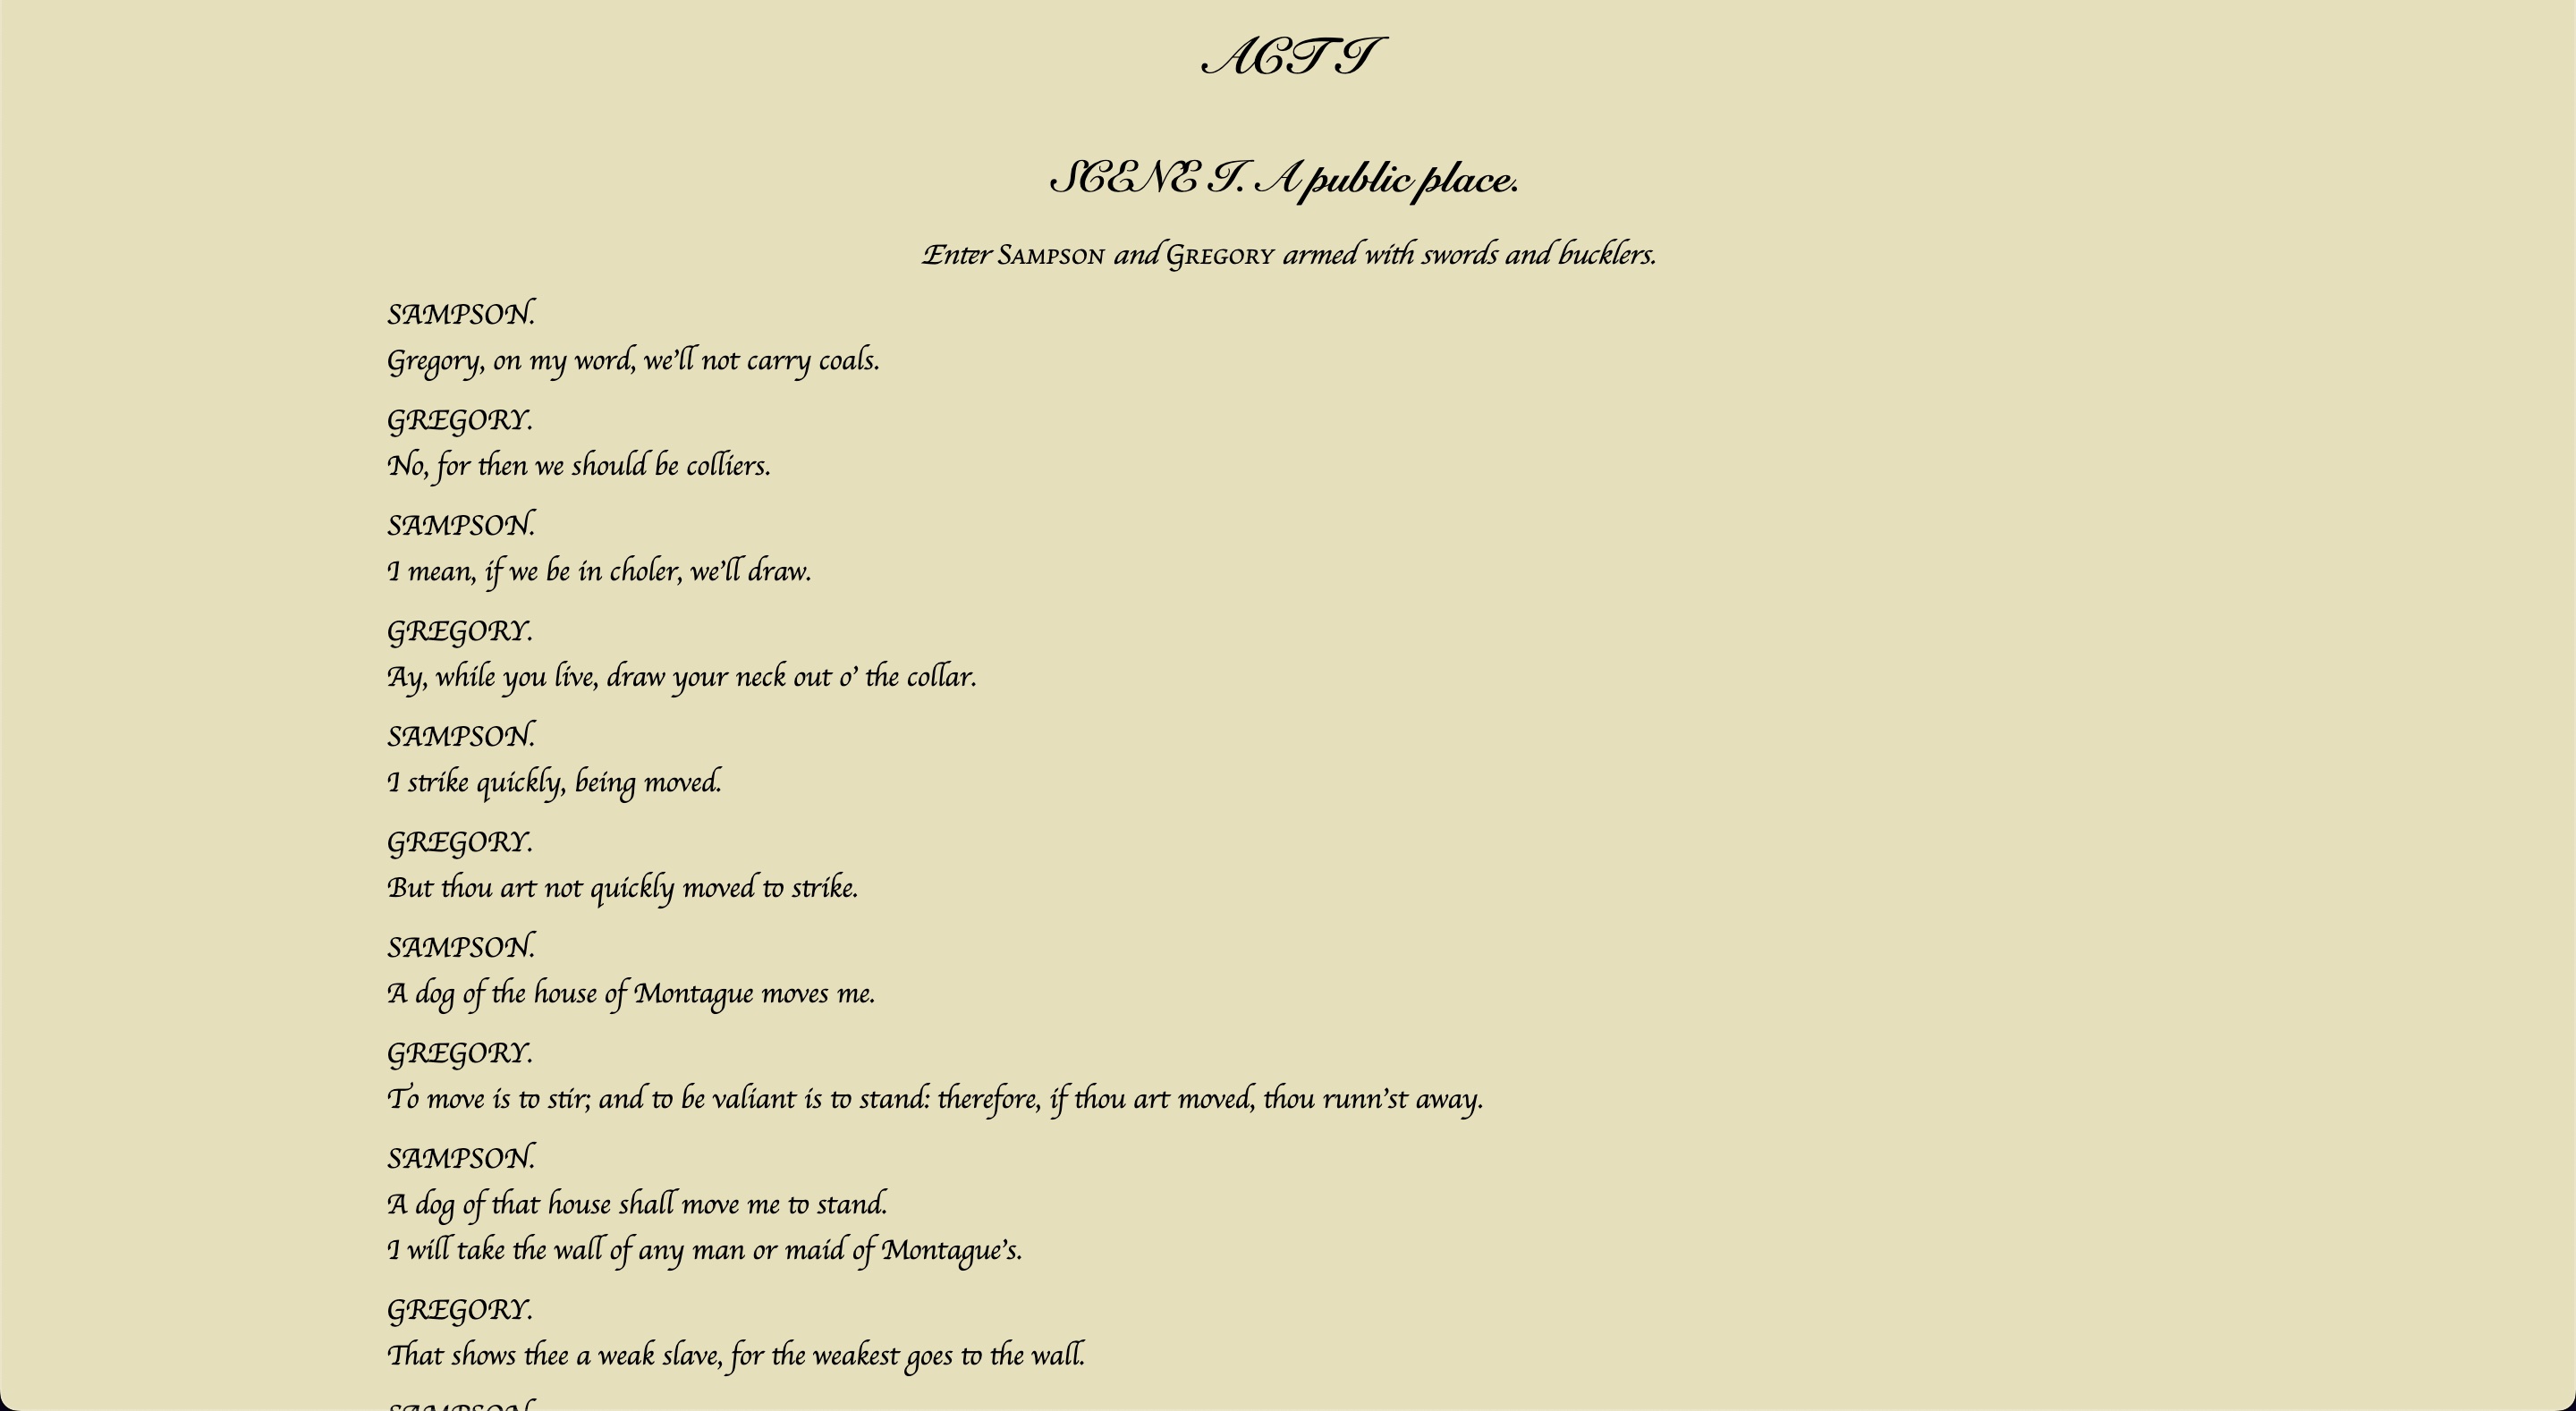 ACT I
SCENE I. A public place.
Enter SAMPSON and GREGORY armed with swords and bucklers.
SAMPSON.
Gregory, on my word, we’ll not carry coals.
GREGORY.
No, for then we should be colliers.
SAMPSON.
I mean, if we be in choler, we’ll draw.
GREGORY.
Ay, while you live, draw your neck out o’ the collar.
SAMPSON.
I strike quickly, being moved.
GREGORY.
But thou art not quickly moved to strike.
SAMPSON.
A dog of the house of Montague moves me.
GREGORY.
To move is to stir; and to be valiant is to stand: therefore, if thou art moved, thou runn’st away.
SAMPSON.
A dog of that house shall move me to stand.
I will take the wall of any man or maid of Montague’s.
GREGORY.
That shows thee a weak slave, for the weakest goes to the wall.
SAMPSON.